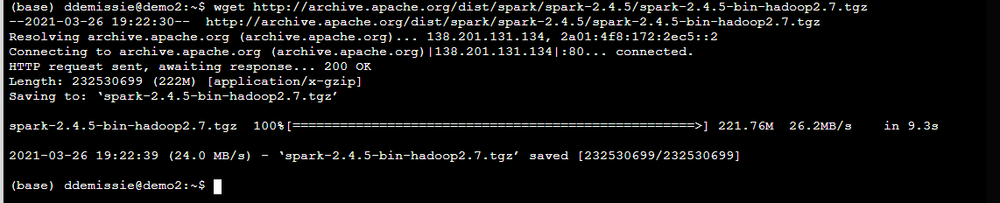 (base) ddemissie@demo2:~$ wget http://archive.apache.org/dist/spark/spark-2.4.5/spark-2.4.5-bin-hadoop2.7.tgz
--2021-03-26 19:22:30--  http://archive.apache.org/dist/spark/spark-2.4.5/spark-2.4.5-bin-hadoop2.7.tgz
Resolving archive.apache.org (archive.apache.org)... 138.201.131.134, 2a01:4f8:172:2ec5::2
Connecting to archive.apache.org (archive.apache.org)|138.201.131.134|:80... connected.
HTTP request sent, awaiting response... 200 OK
Length: 232530699 (222M) [application/x-gzip]
Saving to: ‘spark-2.4.5-bin-hadoop2.7.tgz’
spark-2.4.5-bin-hadoop2.7.tgz  100%[===================================================>] 221.76M  26.2MB/s    in 9.3s
2021-03-26 19:22:39 (24.0 MB/s) - ‘spark-2.4.5-bin-hadoop2.7.tgz’ saved [232530699/232530699]
(base) ddemissie@demo2:~$